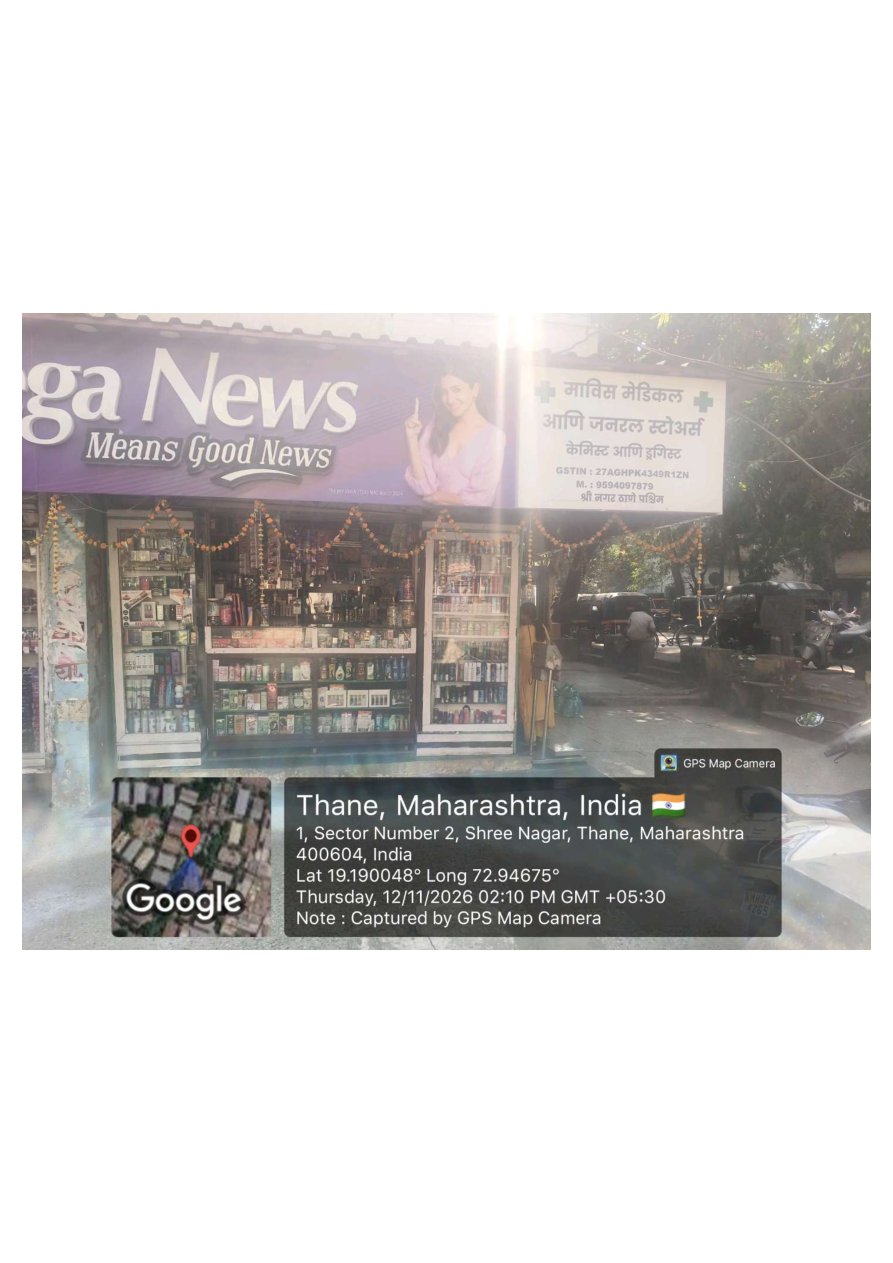 ga News
Means Good News
माविस मेडिकल
आणि जनरल स्टोअर्स
केमिस्ट आणि ड्रगिस्ट
GSTIN : 27AGHPK4349R1ZN
M. : 9594097879
श्री नगर ठाणे पश्चिम
GPS Map Camera
Thane, Maharashtra, India
1, Sector Number 2, Shree Nagar, Thane, Maharashtra
400604, India
Lat 19.190048° Long 72.94675°
Thursday, 12/11/2026 02:10 PM GMT +05:30
Note : Captured by GPS Map Camera
Google